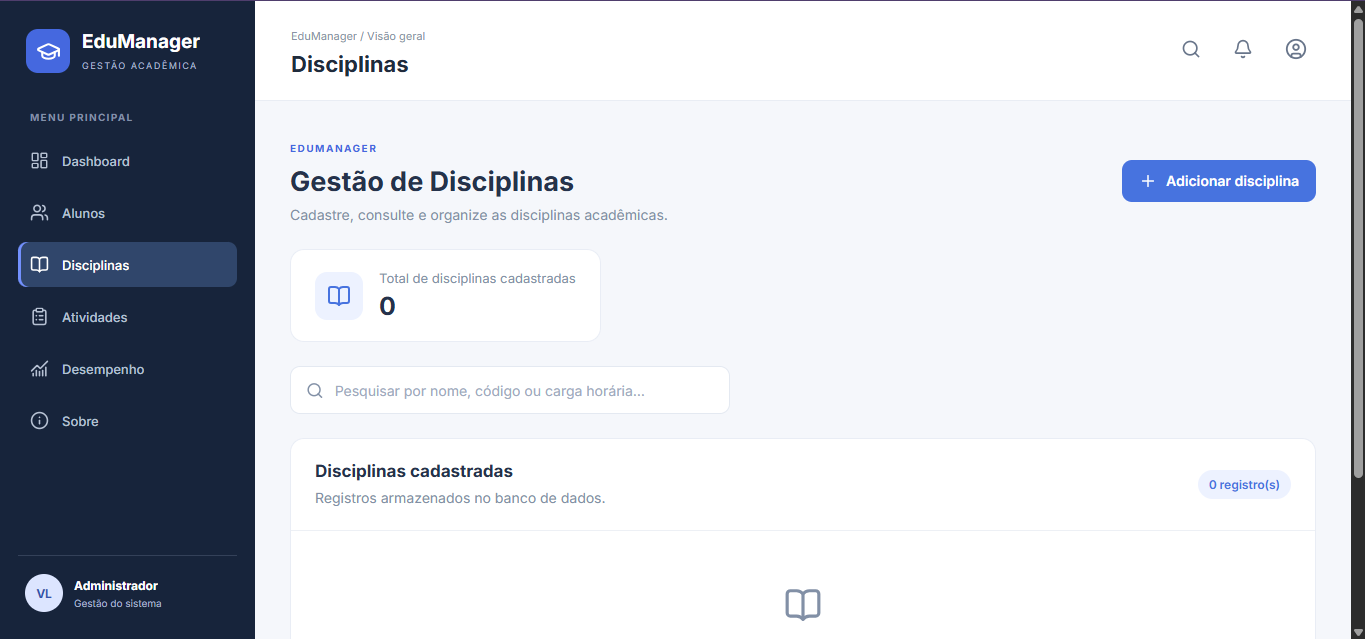 EduManager
GESTÃO ACADÊMICA
MENU PRINCIPAL
Dashboard
Alunos
Disciplinas
Atividades
Desempenho
Sobre
VL
Administrador
Gestão do sistema
EduManager / Visão geral
Disciplinas
EDUMANAGER
Gestão de Disciplinas
Cadastre, consulte e organize as disciplinas acadêmicas.
Adicionar disciplina
Total de disciplinas cadastradas
0
Pesquisar por nome, código ou carga horária...
Disciplinas cadastradas
Registros armazenados no banco de dados.
0 registro(s)